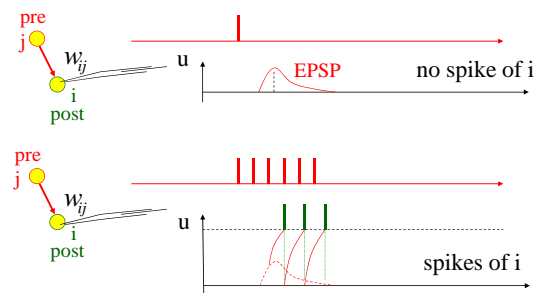 pre
j
w_ij
i
post
u
EPSP
no spike of i
pre
j
w_ij
i
post
u
spikes of i